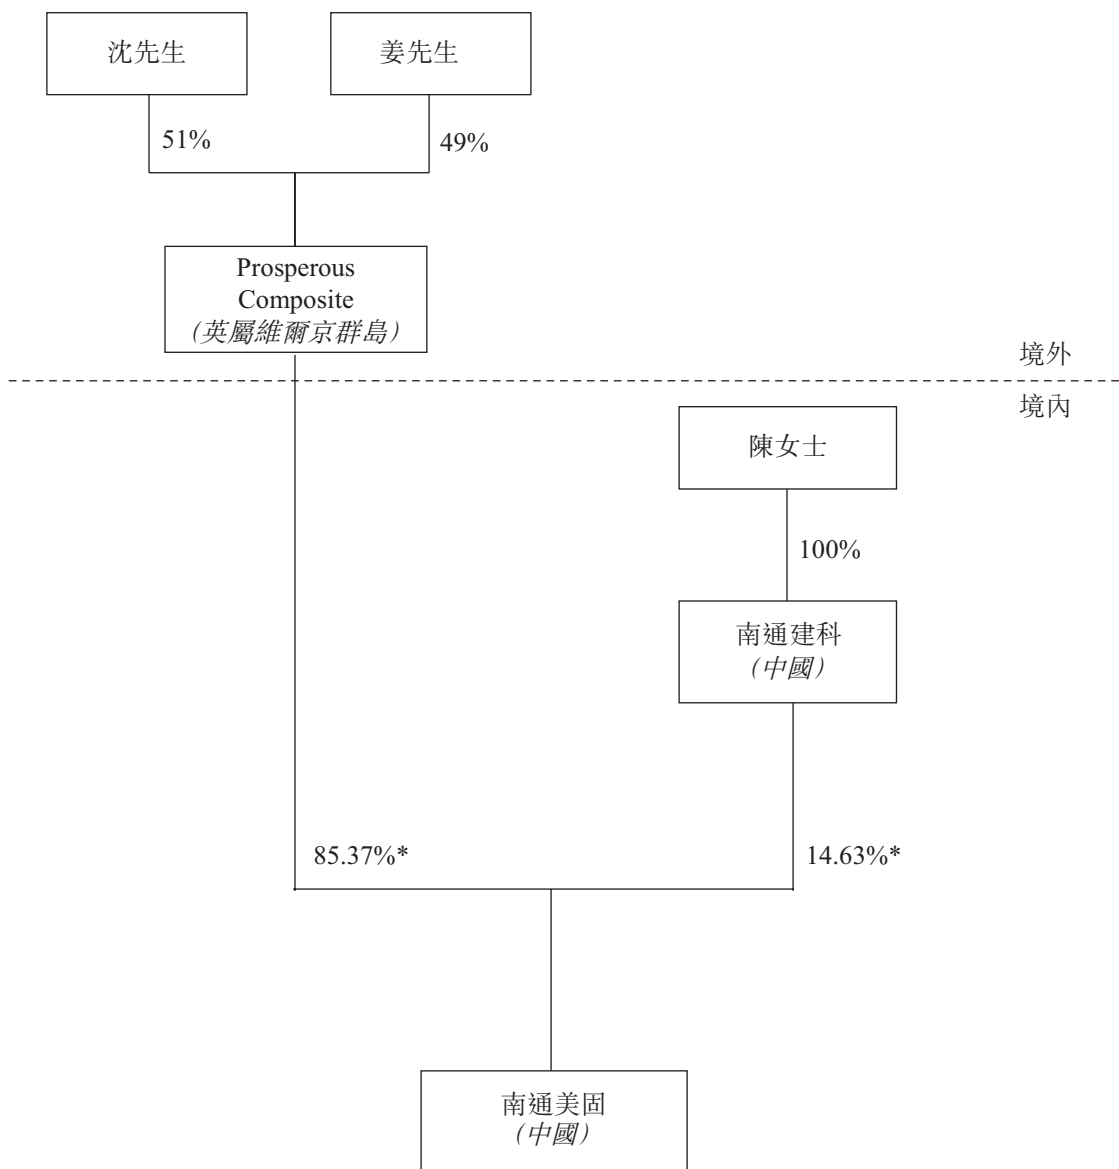 沈先生
姜先生
51%
49%
Prosperous
Composite
（英屬維爾京群島）
境外
境內
陳女士
100%
南通建科
（中國）
85.37%*
14.63%*
南通美固
（中國）